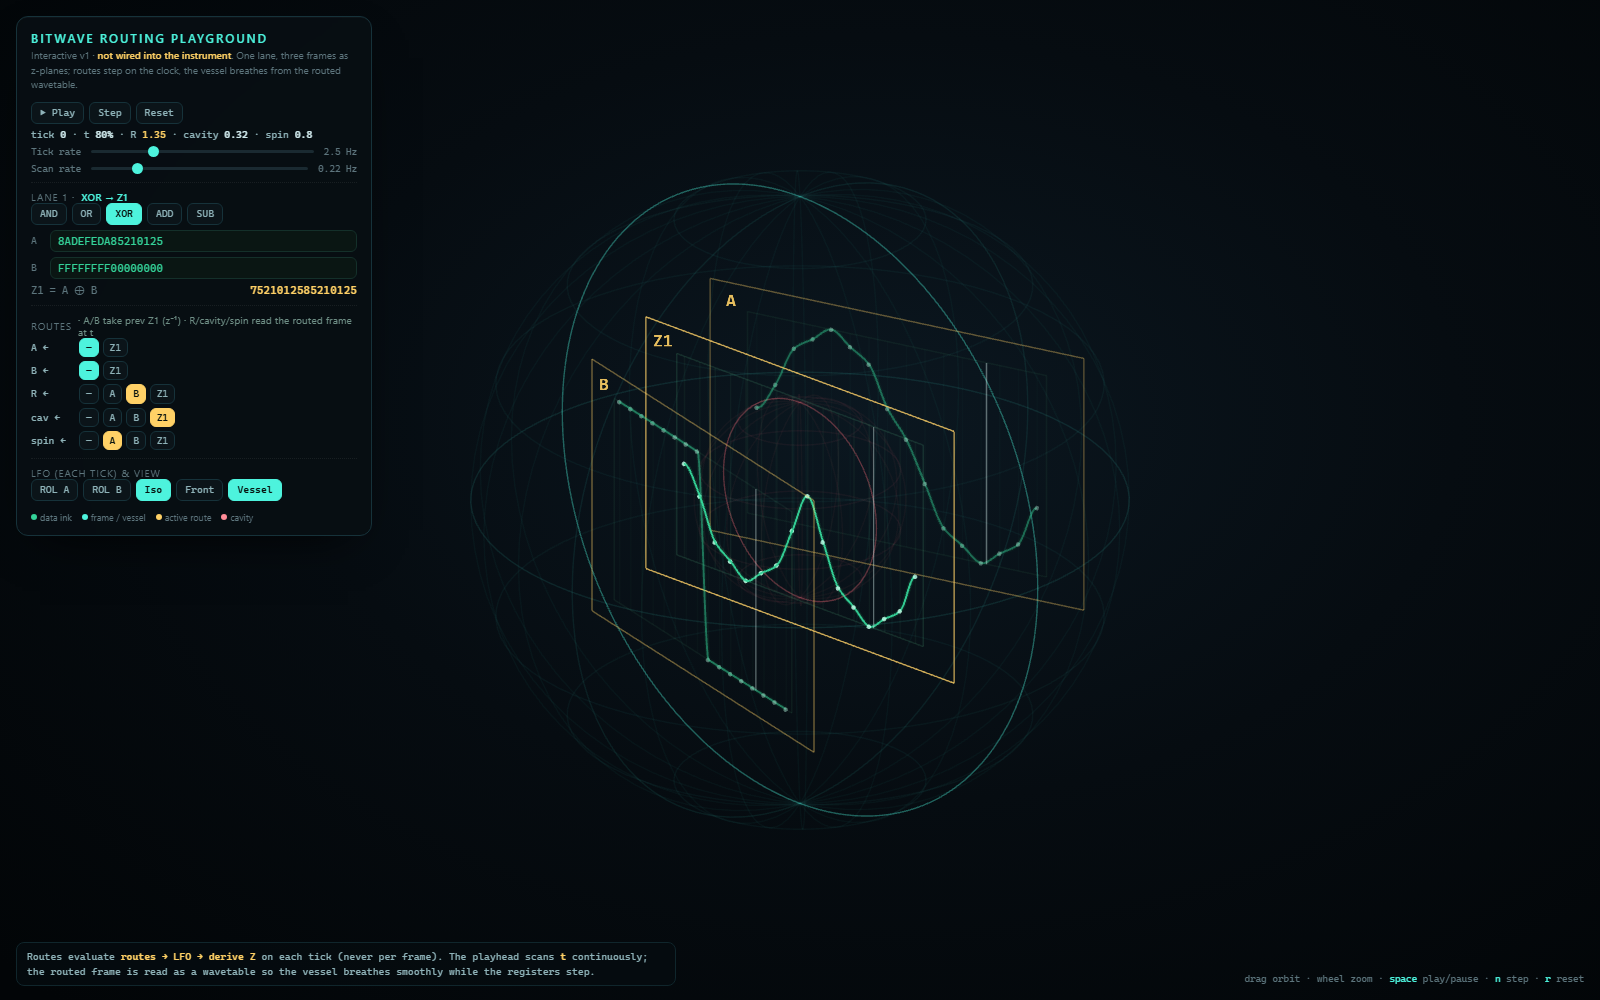 BITWAVE ROUTING PLAYGROUND
Interactive v1 · not wired into the instrument. One lane, three frames as
z-planes; routes step on the clock, the vessel breathes from the routed
wavetable.
▶ Play Step Reset
tick 0 · t 80% · R 1.35 · cavity 0.32 · spin 0.8
Tick rate 2.5 Hz
Scan rate 0.22 Hz
LANE 1 · XOR → Z1
AND OR XOR ADD SUB
A 8ADEFEDA85210125
B FFFFFFFF00000000
Z1 = A ⊕ B 7521012585210125
ROUTES · A/B take prev Z1 (z⁻¹) · R/cavity/spin read the routed frame
at t
A ← — Z1
B ← — Z1
R ← — A B Z1
cav ← — A B Z1
spin ← — A B Z1
LFO (EACH TICK) & VIEW
ROL A ROL B Iso Front Vessel
data ink frame / vessel active route cavity
A
Z1
B
Routes evaluate routes → LFO → derive Z on each tick (never per frame). The playhead scans t continuously;
the routed frame is read as a wavetable so the vessel breathes smoothly while the registers step.
drag orbit · wheel zoom · space play/pause · n step · r reset